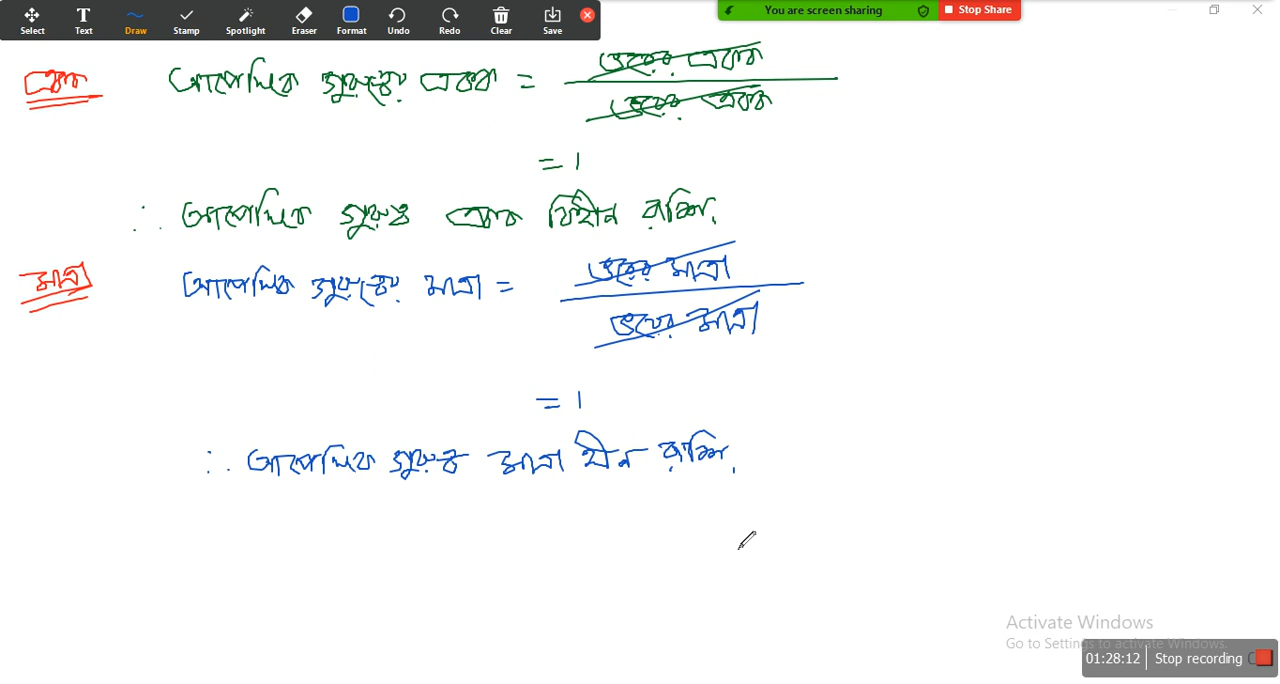 Select Text Draw Stamp Spotlight Eraser Format Undo Redo Clear Save
You are screen sharing Stop Share
একক
আপেক্ষিক গুরুত্বের একক = ভরের একক / ভরের একক
= 1
∴ আপেক্ষিক গুরুত্ব একক বিহীন রাশি.
মাত্রা
আপেক্ষিক গুরুত্বের মাত্রা = ভরের মাত্রা / ভরের মাত্রা
= 1
∴ আপেক্ষিক গুরুত্ব মাত্রা হীন রাশি.
Activate Windows
Go to Settings to activate Windows.
01:28:12 Stop recording